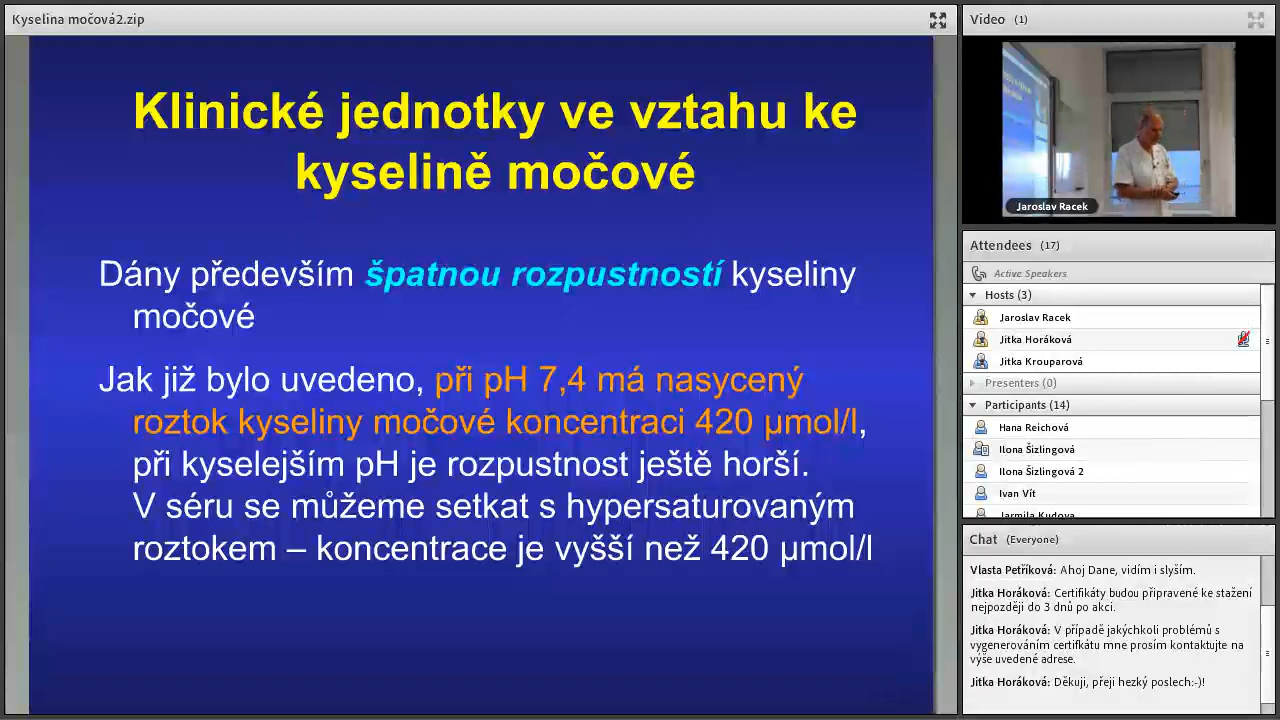 Kyselina močová2.zip
Klinické jednotky ve vztahu ke
kyselině močové
Dány především špatnou rozpustností kyseliny
močové
Jak již bylo uvedeno, při pH 7,4 má nasycený
roztok kyseliny močové koncentraci 420 µmol/l,
při kyselejším pH je rozpustnost ještě horší.
V séru se můžeme setkat s hypersaturovaným
roztokem – koncentrace je vyšší než 420 µmol/l
Video (1)
Jaroslav Racek
Attendees (17)
Active Speakers
Hosts (3)
Jaroslav Racek
Jitka Horáková
Jitka Krouparová
Presenters (0)
Participants (14)
Hana Reichová
Ilona Šizlingová
Ilona Šizlingová 2
Ivan Vít
Jarmila Kudova
Chat (Everyone)
Vlasta Petříková: Ahoj Dane, vidím i slyším.
Jitka Horáková: Certifikáty budou připravené ke stažení
nejpozději do 3 dnů po akci.
Jitka Horáková: V případě jakýchkoli problémů s
vygenerováním certifkátu mne prosím kontaktujte na
výše uvedené adrese.
Jitka Horáková: Děkuji, přeji hezký poslech:-)!